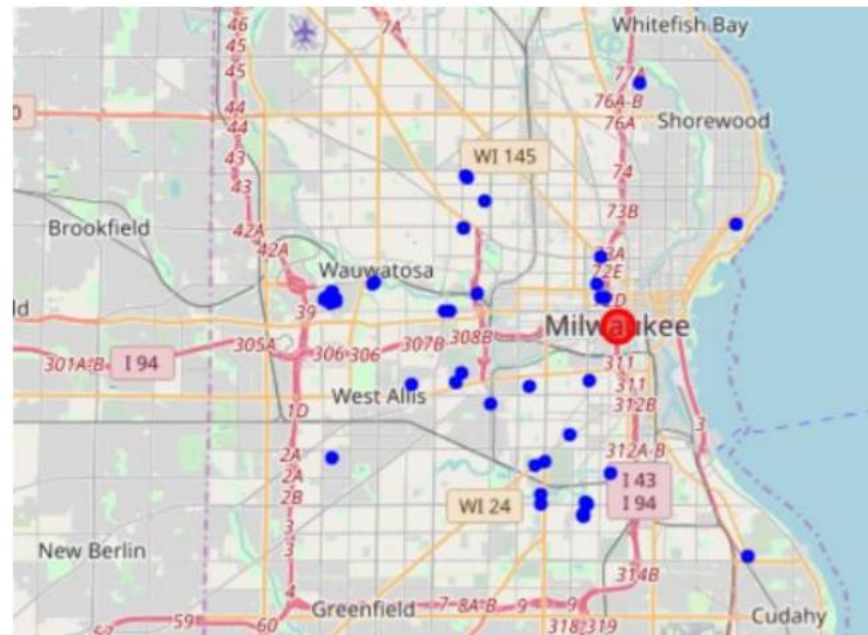 46
45
45
44
44
43
43
42A
42A
7A
Whitefish Bay
77A
76A-B
76A
Shorewood
WI 145
74
73B
Brookfield
Wauwatosa
39
Milwaukee
305A
306 306
307B
308B
301A-B
I 94
311
311
312B
West Allis
1D
312A-B
3
2A
2A
2B
3
3
I 43
I 94
WI 24
New Berlin
314B
4
Greenfield
7
8A-B
9
9
59
60
318
319
Cudahy